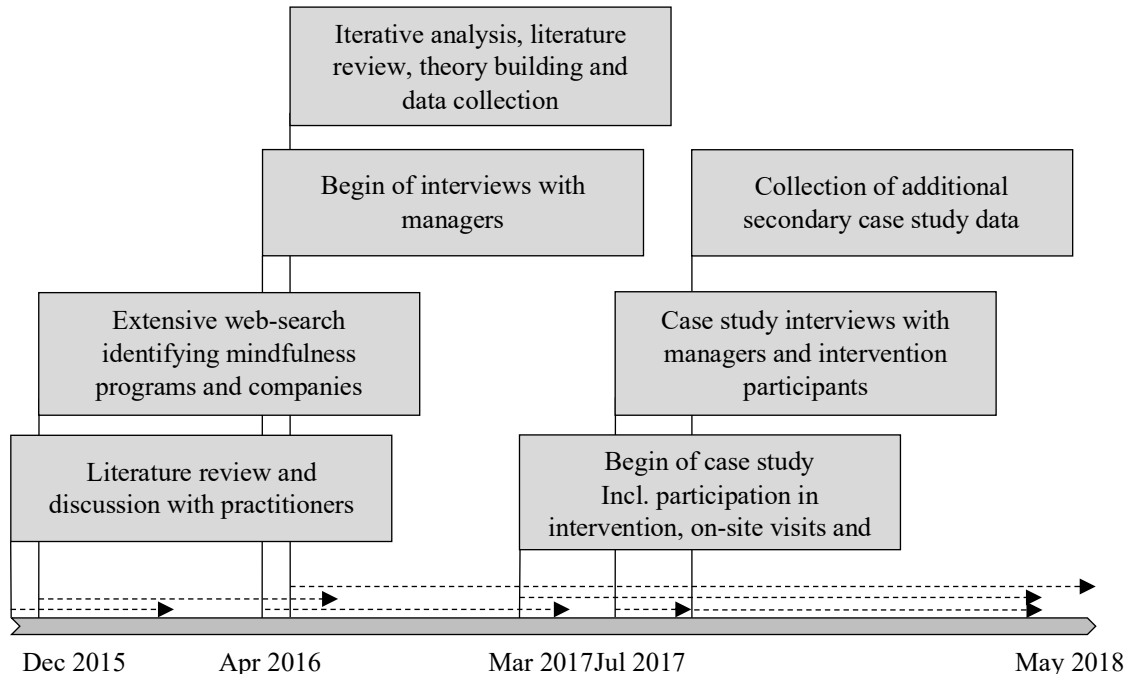 Iterative analysis, literature
review, theory building and
data collection
Begin of interviews with
managers
Collection of additional
secondary case study data
Extensive web-search
identifying mindfulness
programs and companies
Case study interviews with
managers and intervention
participants
Literature review and
discussion with practitioners
Begin of case study
Incl. participation in
intervention, on-site visits and
Dec 2015
Apr 2016
Mar 2017
Jul 2017
May 2018